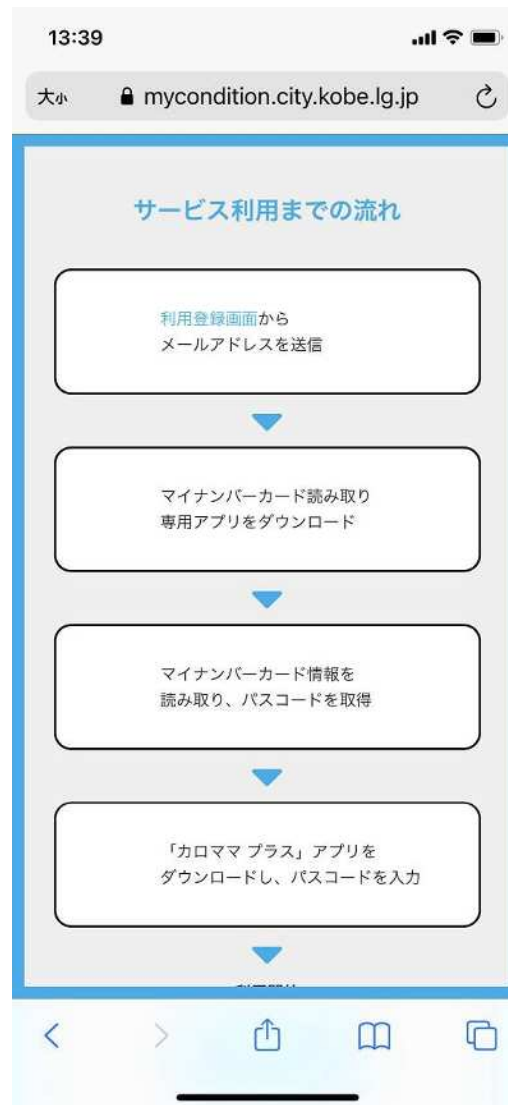 13:39
大小 mycondition.city.kobe.lg.jp
サービス利用までの流れ
利用登録画面から
メールアドレスを送信
マイナンバーカード読み取り
専用アプリをダウンロード
マイナンバーカード情報を
読み取り、パスコードを取得
「カロママ プラス」アプリを
ダウンロードし、パスコードを入力